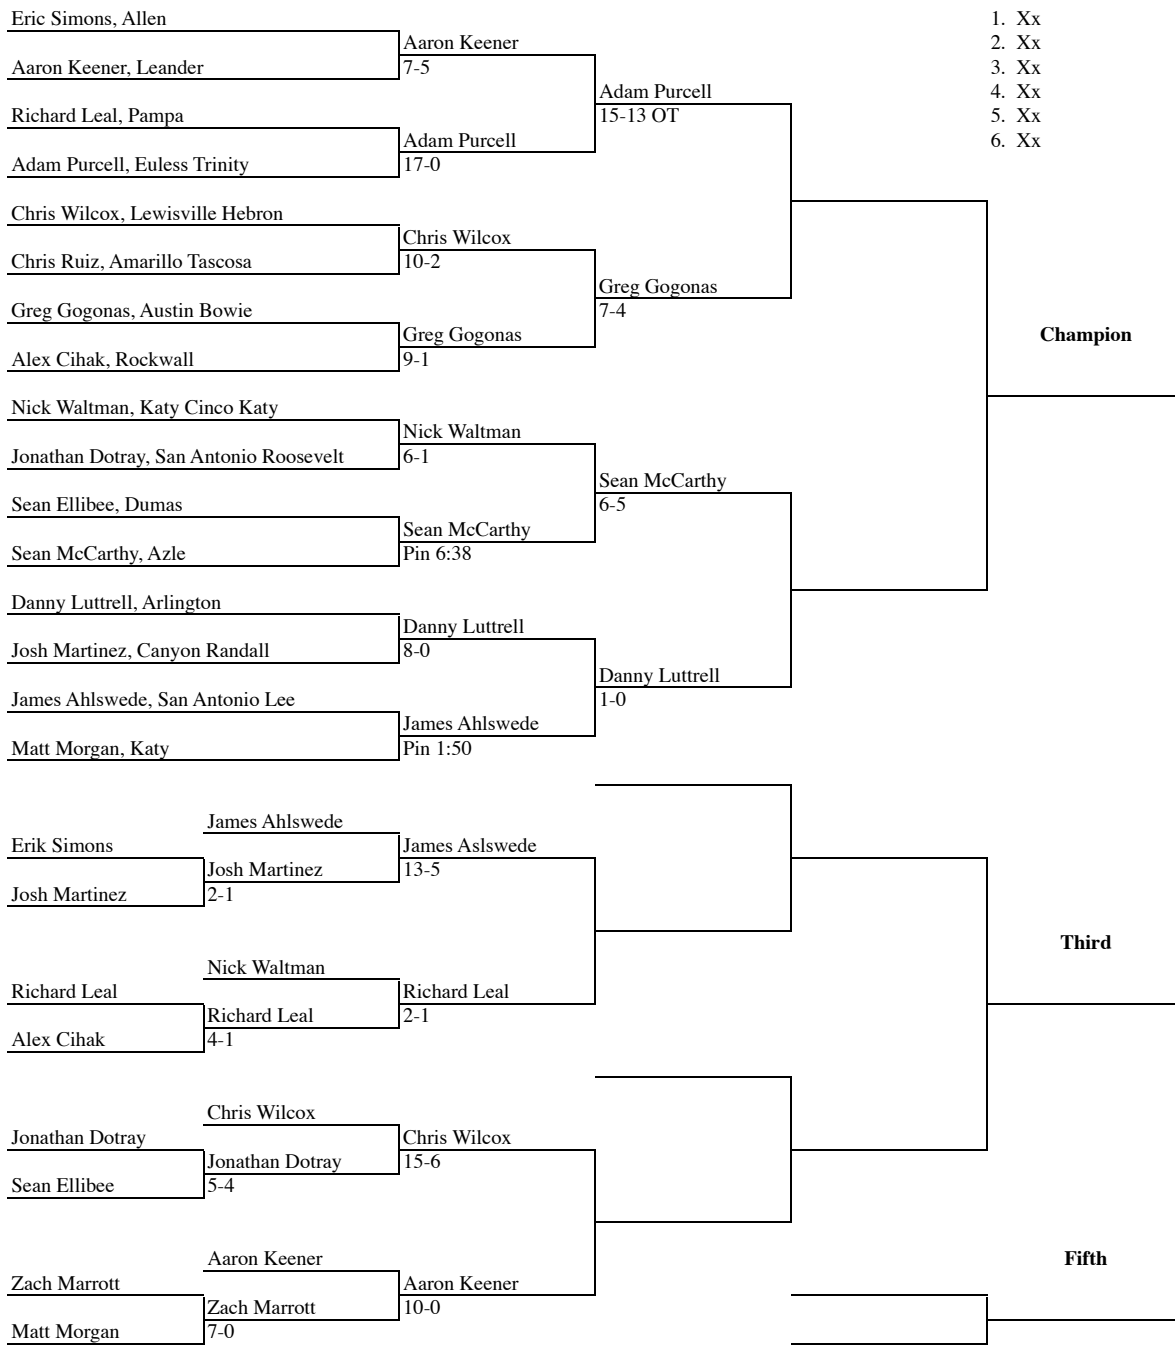 Eric Simons, Allen
1. Xx
Aaron Keener
2. Xx
Aaron Keener, Leander
7-5
3. Xx
Adam Purcell
4. Xx
Richard Leal, Pampa
15-13 OT
5. Xx
Adam Purcell
6. Xx
Adam Purcell, Euless Trinity
17-0
Chris Wilcox, Lewisville Hebron
Chris Wilcox
Chris Ruiz, Amarillo Tascosa
10-2
Greg Gogonas
Greg Gogonas, Austin Bowie
7-4
Greg Gogonas
Champion
Alex Cihak, Rockwall
9-1
Nick Waltman, Katy Cinco Katy
Nick Waltman
Jonathan Dotray, San Antonio Roosevelt
6-1
Sean McCarthy
Sean Ellibee, Dumas
6-5
Sean McCarthy
Sean McCarthy, Azle
Pin 6:38
Danny Luttrell, Arlington
Danny Luttrell
Josh Martinez, Canyon Randall
8-0
Danny Luttrell
James Ahlswede, San Antonio Lee
1-0
James Ahlswede
Matt Morgan, Katy
Pin 1:50
James Ahlswede
Erik Simons
James Aslswede
Josh Martinez
13-5
Josh Martinez
2-1
Third
Nick Waltman
Richard Leal
Richard Leal
Richard Leal
2-1
Alex Cihak
4-1
Chris Wilcox
Jonathan Dotray
Chris Wilcox
Jonathan Dotray
15-6
Sean Ellibee
5-4
Aaron Keener
Fifth
Zach Marrott
Aaron Keener
Zach Marrott
10-0
Matt Morgan
7-0